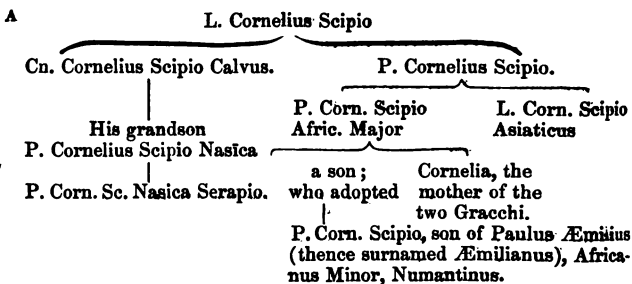 A
L. Cornelius Scipio
Cn. Cornelius Scipio Calvus.
P. Cornelius Scipio.
P. Corn. Scipio
Afric. Major
L. Corn. Scipio
Asiaticus
His grandson
P. Cornelius Scipio Nasica
P. Corn. Sc. Nasica Serapio.
a son;
who adopted
Cornelia, the
mother of the
two Gracchi.
P. Corn. Scipio, son of Paulus Æmilius
(thence surnamed Æmilianus), Africa-
nus Minor, Numantinus.